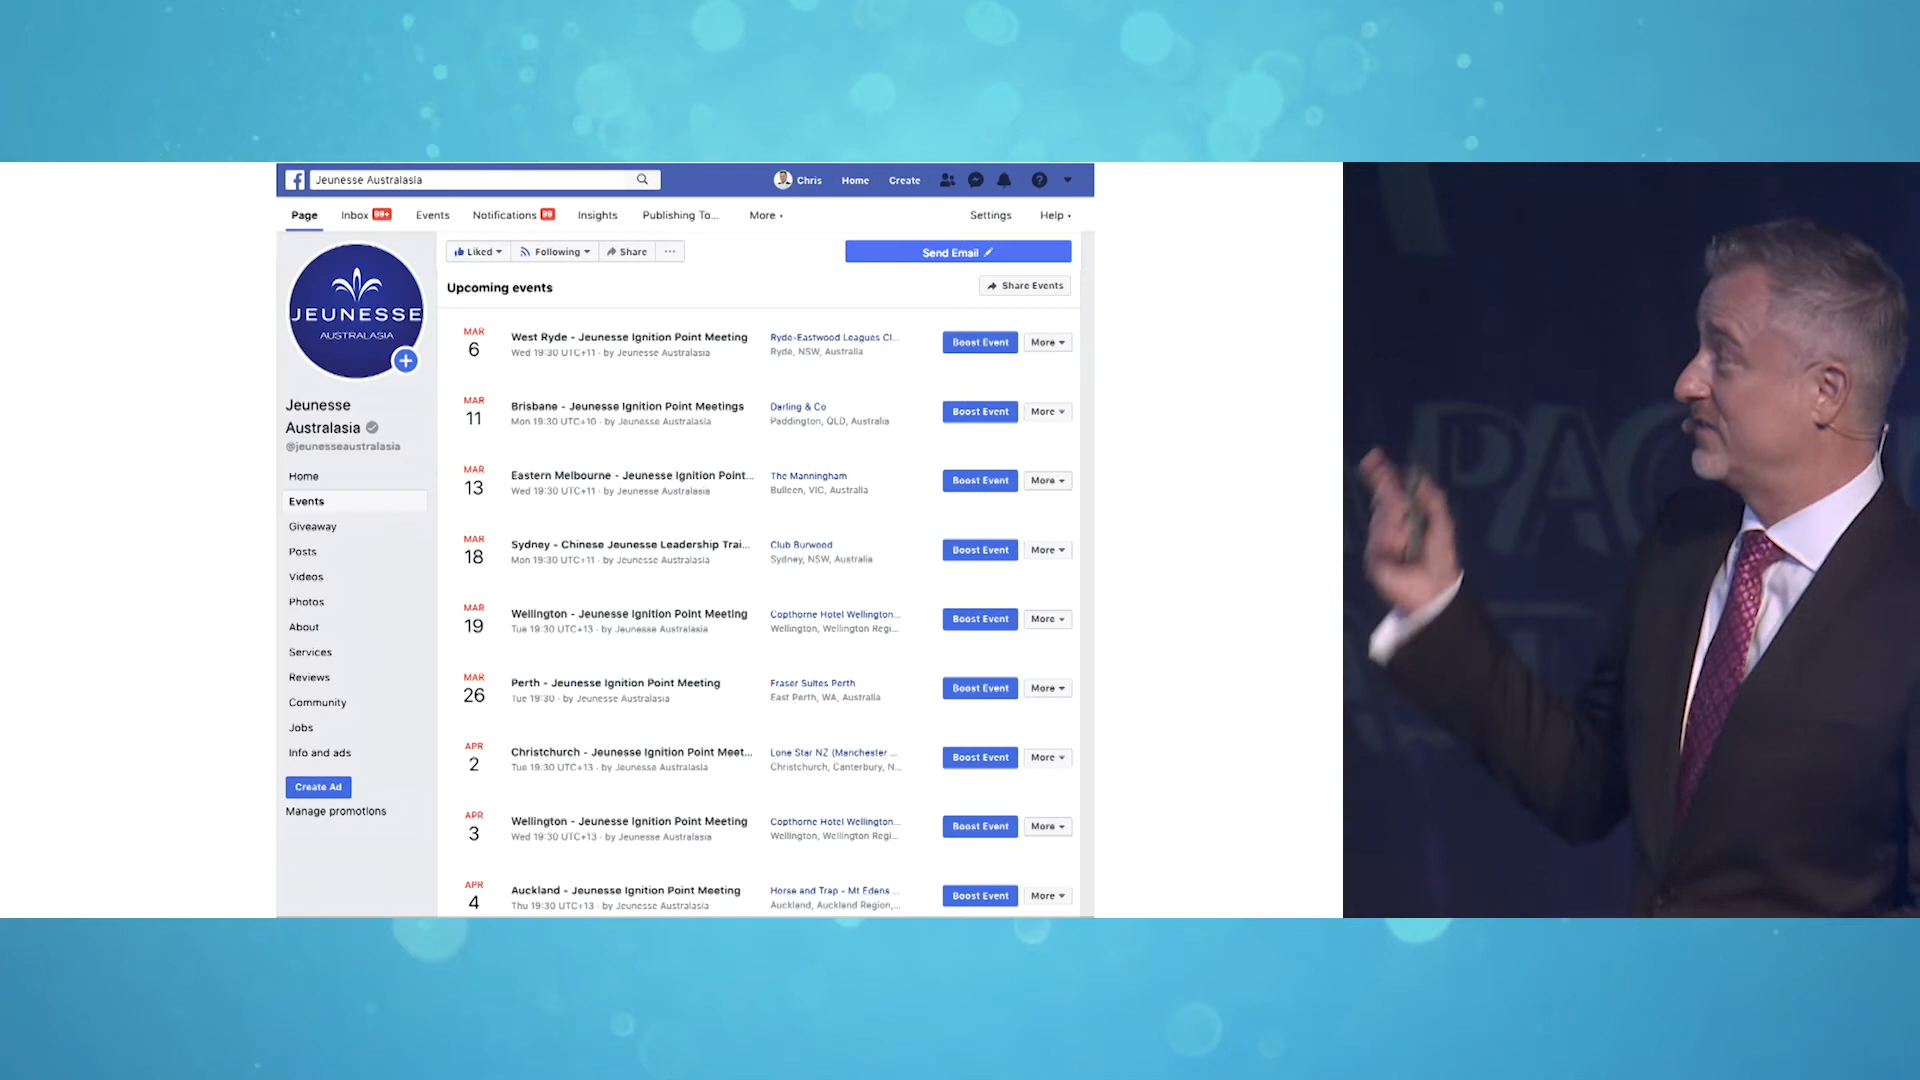 Jeunesse Australasia
Chris Home Create
Page Inbox 99+ Events Notifications 99 Insights Publishing To... More Settings Help
JEUNESSE
AUSTRALASIA
Jeunesse
Australasia
@jeunesseaustralasia
Home
Events
Giveaway
Posts
Videos
Photos
About
Services
Reviews
Community
Jobs
Info and ads
Create Ad
Manage promotions
Liked Following Share ... Send Email
Upcoming events Share Events
MAR
6
West Ryde - Jeunesse Ignition Point Meeting
Wed 19:30 UTC+11 · by Jeunesse Australasia
Ryde-Eastwood Leagues Cl...
Ryde, NSW, Australia
Boost Event More
MAR
11
Brisbane - Jeunesse Ignition Point Meetings
Mon 19:30 UTC+10 · by Jeunesse Australasia
Darling & Co
Paddington, QLD, Australia
Boost Event More
MAR
13
Eastern Melbourne - Jeunesse Ignition Point...
Wed 19:30 UTC+11 · by Jeunesse Australasia
The Manningham
Bulleen, VIC, Australia
Boost Event More
MAR
18
Sydney - Chinese Jeunesse Leadership Trai...
Mon 19:30 UTC+11 · by Jeunesse Australasia
Club Burwood
Sydney, NSW, Australia
Boost Event More
MAR
19
Wellington - Jeunesse Ignition Point Meeting
Tue 19:30 UTC+13 · by Jeunesse Australasia
Copthorne Hotel Wellington...
Wellington, Wellington Regi...
Boost Event More
MAR
26
Perth - Jeunesse Ignition Point Meeting
Tue 19:30 · by Jeunesse Australasia
Fraser Suites Perth
East Perth, WA, Australia
Boost Event More
APR
2
Christchurch - Jeunesse Ignition Point Meet...
Tue 19:30 UTC+13 · by Jeunesse Australasia
Lone Star NZ (Manchester ...
Christchurch, Canterbury, N...
Boost Event More
APR
3
Wellington - Jeunesse Ignition Point Meeting
Wed 19:30 UTC+13 · by Jeunesse Australasia
Copthorne Hotel Wellington...
Wellington, Wellington Regi...
Boost Event More
APR
4
Auckland - Jeunesse Ignition Point Meeting
Thu 19:30 UTC+13 · by Jeunesse Australasia
Horse and Trap - Mt Edens ...
Auckland, Auckland Region,...
Boost Event More